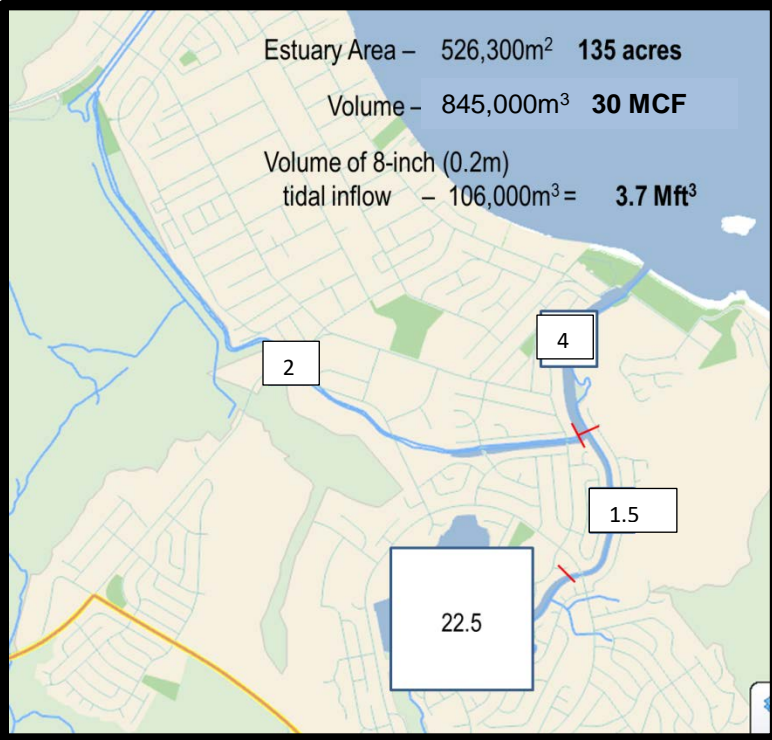 Estuary Area – 526,300m² 135 acres
Volume – 845,000m³ 30 MCF
Volume of 8-inch (0.2m)
tidal inflow – 106,000m³ = 3.7 Mft³
4
2
1.5
22.5